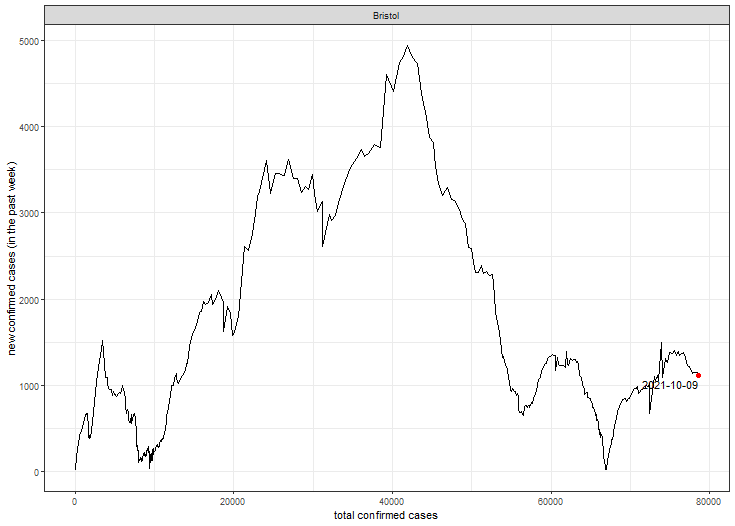 Bristol
new confirmed cases (in the past week)
5000
4000
3000
2000
1000
0
2021-10-09
0 20000 40000 60000 80000
total confirmed cases